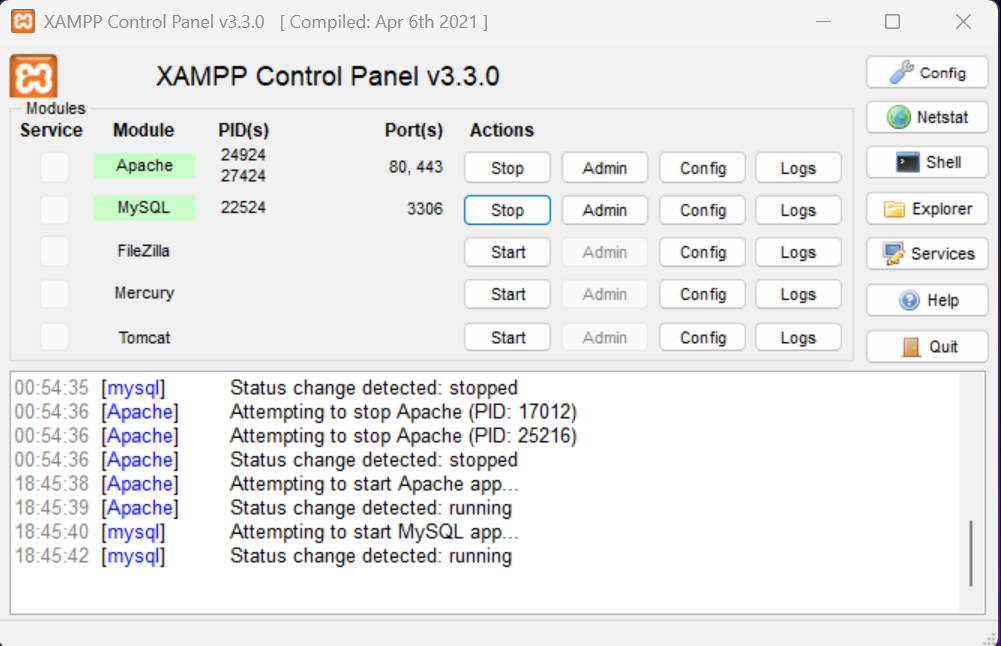 XAMPP Control Panel v3.3.0 [ Compiled: Apr 6th 2021 ]
XAMPP Control Panel v3.3.0
Config
Modules
Service Module PID(s) Port(s) Actions
Netstat
Apache 24924 27424 80, 443 Stop Admin Config Logs
Shell
MySQL 22524 3306 Stop Admin Config Logs
Explorer
FileZilla Start Admin Config Logs
Services
Mercury Start Admin Config Logs
Help
Tomcat Start Admin Config Logs
Quit
00:54:35 [mysql] Status change detected: stopped
00:54:36 [Apache] Attempting to stop Apache (PID: 17012)
00:54:36 [Apache] Attempting to stop Apache (PID: 25216)
00:54:36 [Apache] Status change detected: stopped
18:45:38 [Apache] Attempting to start Apache app...
18:45:39 [Apache] Status change detected: running
18:45:40 [mysql] Attempting to start MySQL app...
18:45:42 [mysql] Status change detected: running